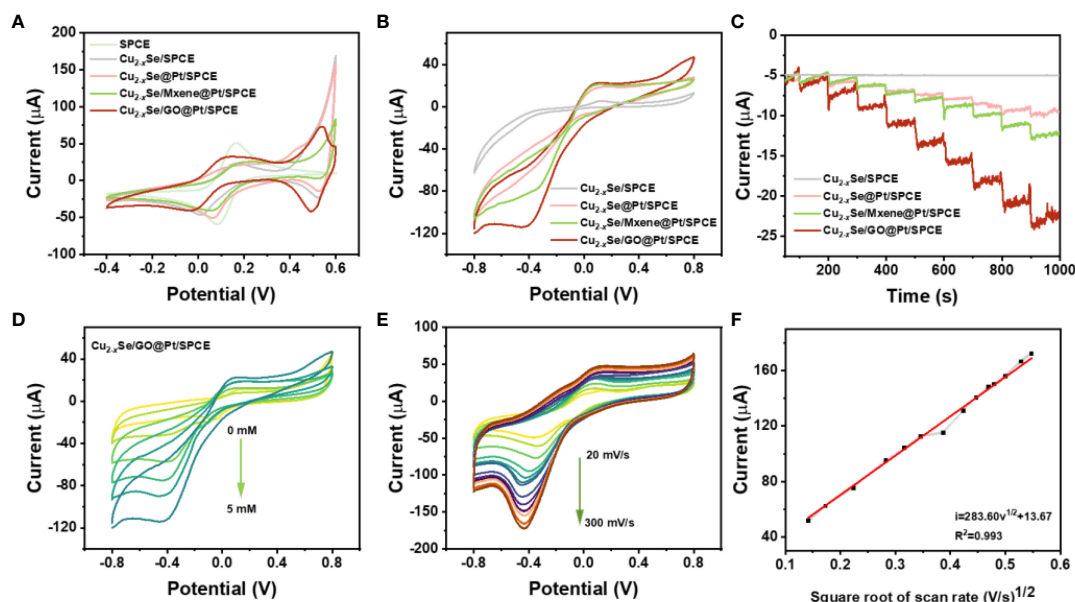 A
200
150
100
50
0
-50
-100
Current (μA)
SPCE
Cu2-xSe/SPCE
Cu2-xSe@Pt/SPCE
Cu2-xSe/Mxene@Pt/SPCE
Cu2-xSe/GO@Pt/SPCE
-0.4 -0.2 0.0 0.2 0.4 0.6
Potential (V)
B
40
0
-40
-80
-120
Current (μA)
Cu2-xSe/SPCE
Cu2-xSe@Pt/SPCE
Cu2-xSe/Mxene@Pt/SPCE
Cu2-xSe/GO@Pt/SPCE
-0.8 -0.4 0.0 0.4 0.8
Potential (V)
C
0
-5
-10
-15
-20
-25
Current (μA)
Cu2-xSe/SPCE
Cu2-xSe@Pt/SPCE
Cu2-xSe/Mxene@Pt/SPCE
Cu2-xSe/GO@Pt/SPCE
200 400 600 800 1000
Time (s)
D
Cu2-xSe/GO@Pt/SPCE
40
0
-40
-80
-120
Current (μA)
0 mM
5 mM
-0.8 -0.4 0.0 0.4 0.8
Potential (V)
E
100
50
0
-50
-100
-150
-200
Current (μA)
20 mV/s
300 mV/s
-0.8 -0.4 0.0 0.4 0.8
Potential (V)
F
160
120
80
40
Current (μA)
i=283.60v1/2+13.67
R2=0.993
0.1 0.2 0.3 0.4 0.5 0.6
Square root of scan rate (V/s)1/2